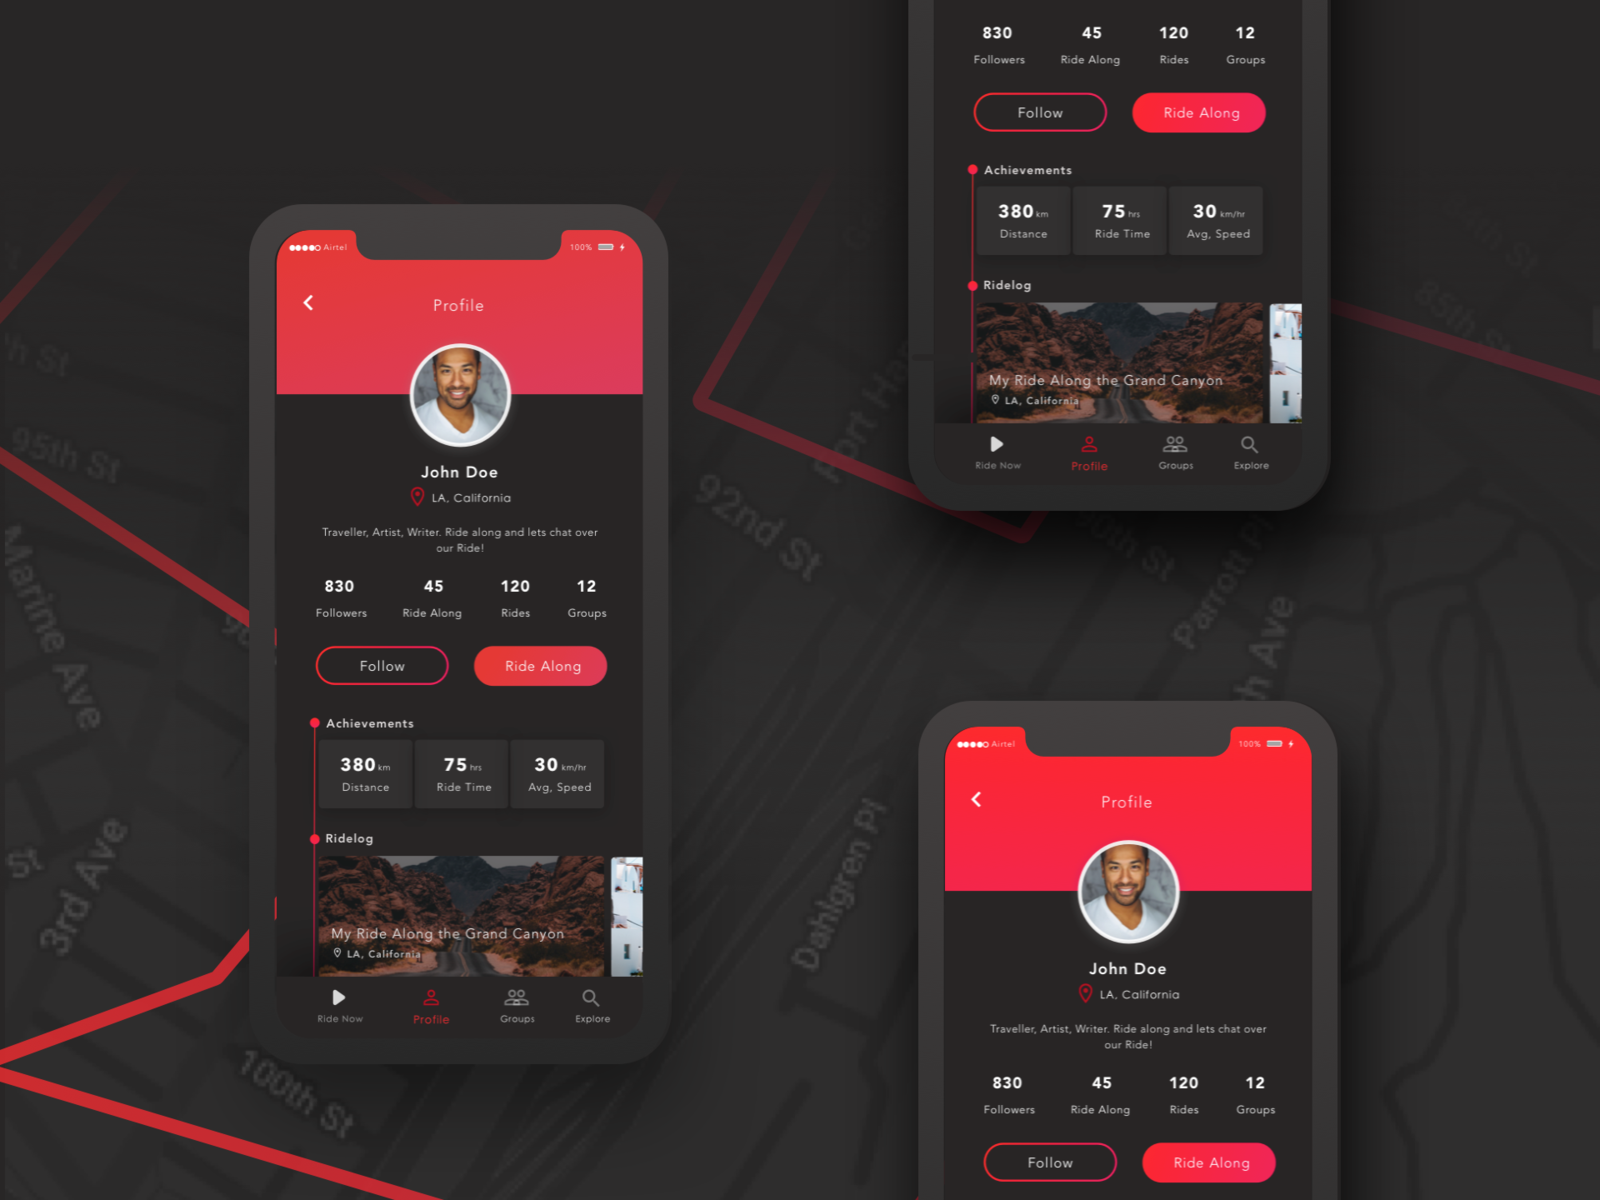 Airtel
100%
Profile
John Doe
LA, California
Traveller, Artist, Writer. Ride along and lets chat over
our Ride!
830 45 120 12
Followers Ride Along Rides Groups
Follow Ride Along
Achievements
380 km 75 hrs 30 km/hr
Distance Ride Time Avg, Speed
Ridelog
My Ride Along the Grand Canyon
LA, California
Ride Now Profile Groups Explore
830 45 120 12
Followers Ride Along Rides Groups
Follow Ride Along
Achievements
380 km 75 hrs 30 km/hr
Distance Ride Time Avg, Speed
Ridelog
My Ride Along the Grand Canyon
LA, California
Ride Now Profile Groups Explore
Airtel
100%
Profile
John Doe
LA, California
Traveller, Artist, Writer. Ride along and lets chat over
our Ride!
830 45 120 12
Followers Ride Along Rides Groups
Follow Ride Along
95th St
Marine Ave
3rd Ave
St
100th St
92nd St
90th St
Parrott Pl
h Ave
Dahlgren Pl
85th St